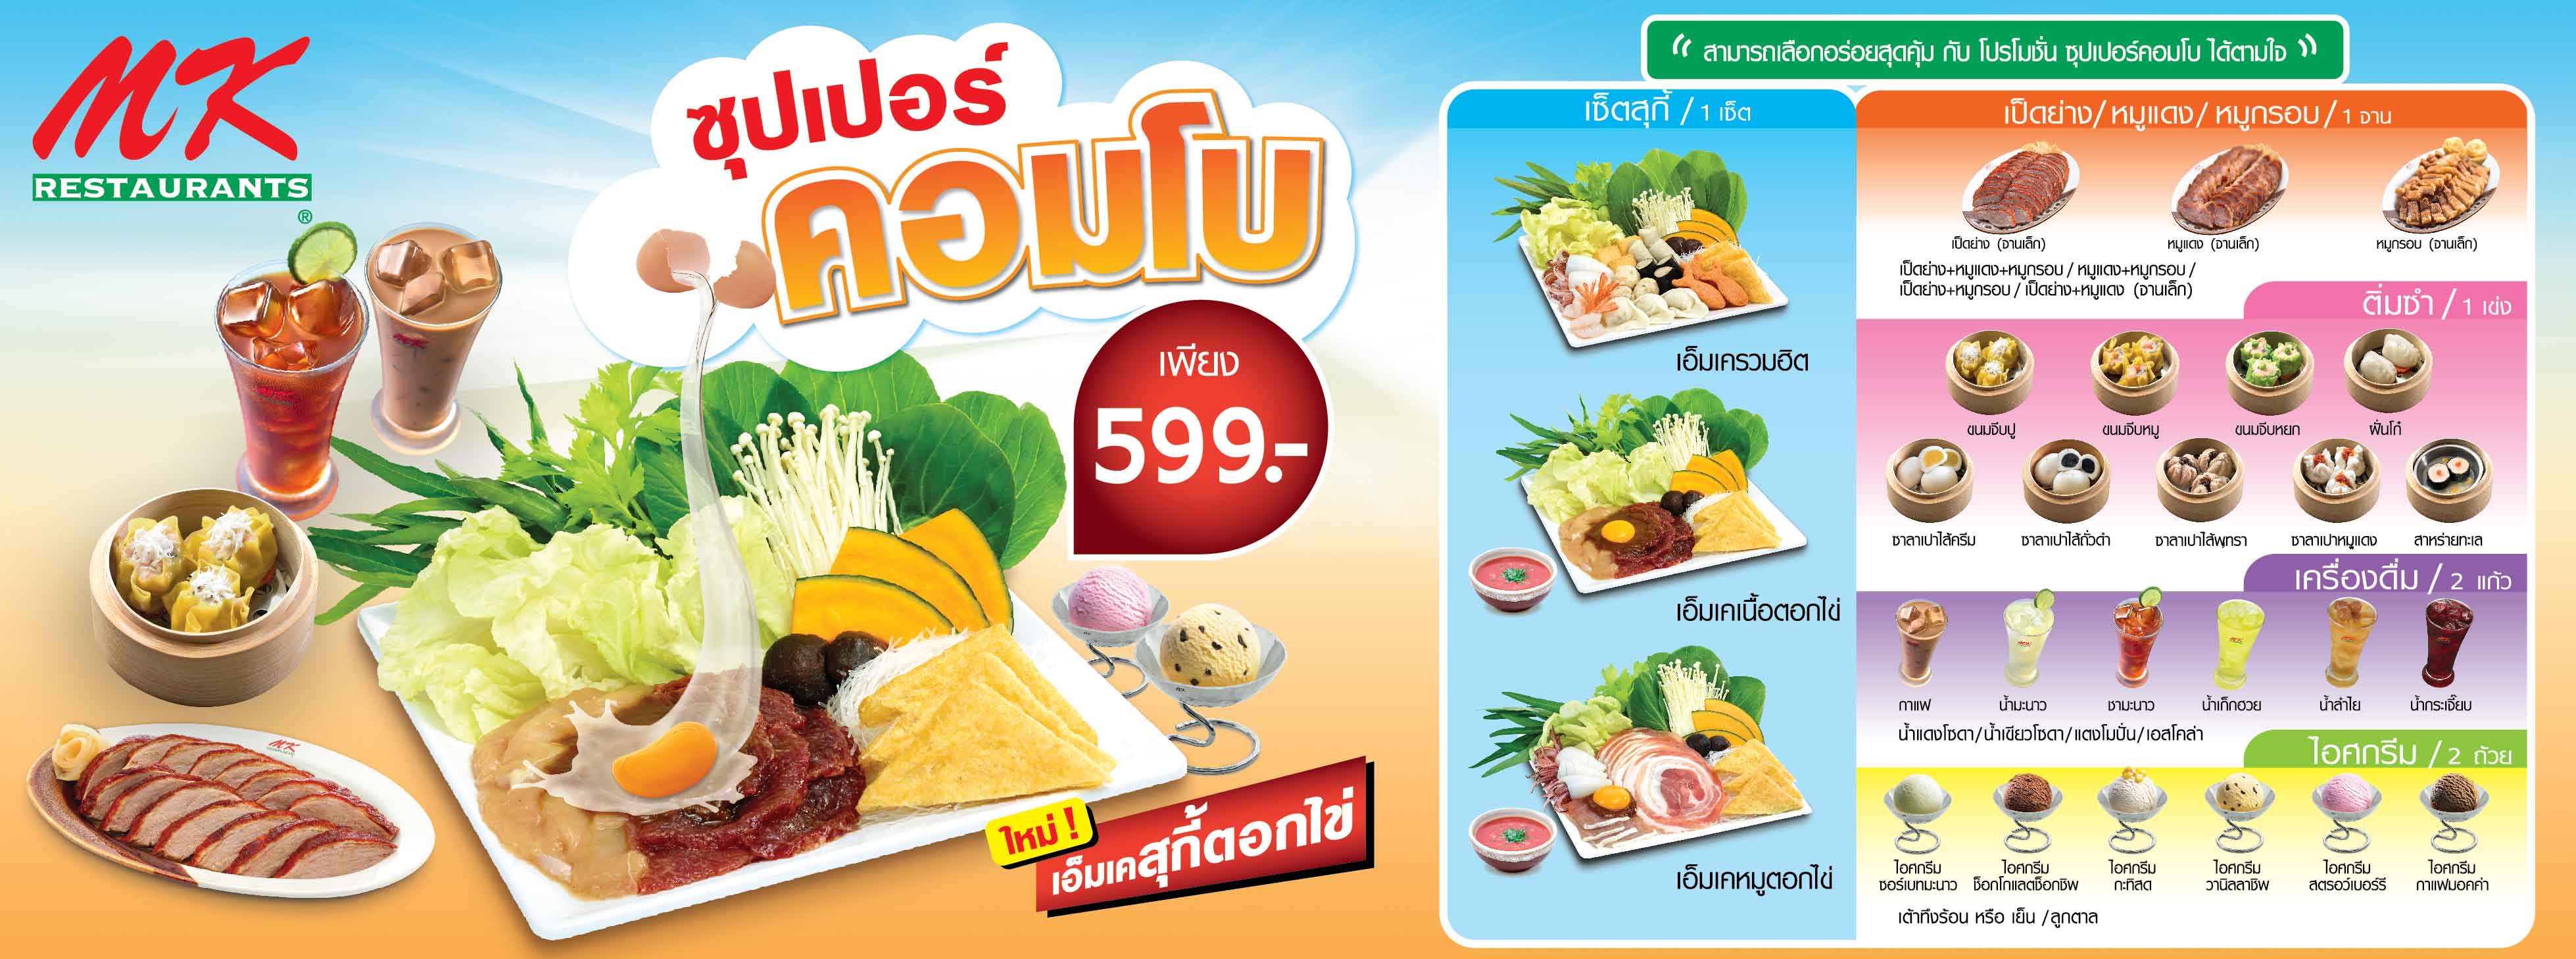 MK
RESTAURANTS
®
ซุปเปอร์
คอมโบ
เพียง
599.-
ใหม่ !
เอ็มเคสุกี้ตอกไข่
“ สามารถเลือกอร่อยสุดคุ้ม กับ โปรโมชั่น ซุปเปอร์คอมโบ ได้ตามใจ ”
เซ็ตสุกี้ / 1 เซ็ต
เอ็มเครวมฮิต
เอ็มเคเนื้อตอกไข่
เอ็มเคหมูตอกไข่
เป็ดย่าง/ หมูแดง/ หมูกรอบ/ 1 จาน
เป็ดย่าง (จานเล็ก) หมูแดง (จานเล็ก) หมูกรอบ (จานเล็ก)
เป็ดย่าง+หมูแดง+หมูกรอบ / หมูแดง+หมูกรอบ /
เป็ดย่าง+หมูกรอบ / เป็ดย่าง+หมูแดง (จานเล็ก)
ติ่มซำ / 1 เข่ง
ขนมจีบปู ขนมจีบหมู ขนมจีบหยก ฝั่นโก๋
ซาลาเปาไส้ครีม ซาลาเปาไส้ถั่วดำ ซาลาเปาไส้พุทรา ซาลาเปาหมูแดง สาหร่ายทะเล
เครื่องดื่ม / 2 แก้ว
กาแฟ น้ำมะนาว ชามะนาว น้ำเก็กฮวย น้ำลำไย น้ำกระเจี๊ยบ
น้ำแดงโซดา/น้ำเขียวโซดา/แตงโมปั่น/เอสโคล่า
ไอศกรีม / 2 ถ้วย
ไอศกรีม ไอศกรีม ไอศกรีม ไอศกรีม ไอศกรีม ไอศกรีม
ซอร์เบทมะนาว ช็อกโกแลตช็อกชิพ กะทิสด วานิลลาชิพ สตรอว์เบอร์รี กาแฟมอคค่า
เต้าทึงร้อน หรือ เย็น /ลูกตาล